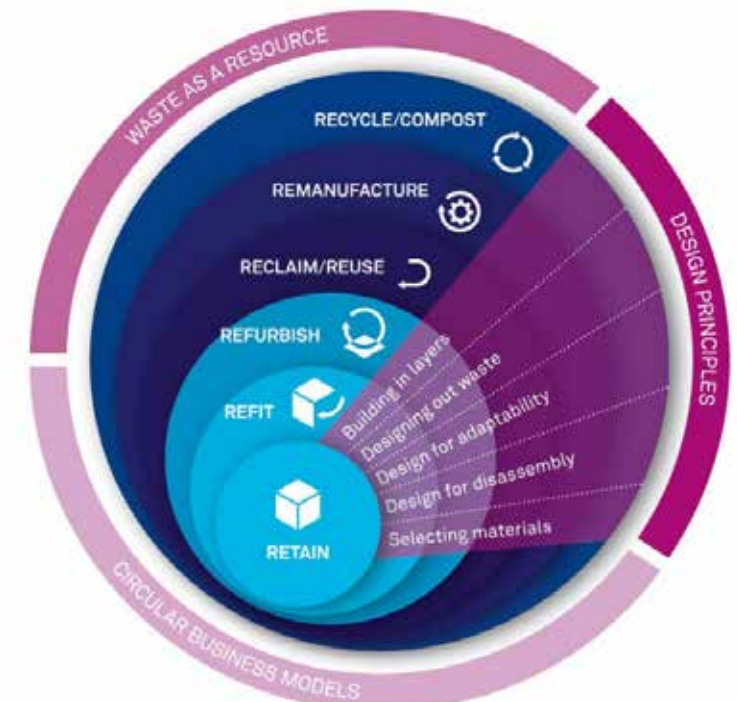 WASTE AS A RESOURCE
RECYCLE/COMPOST
REMANUFACTURE
RECLAIM/REUSE
REFURBISH
REFIT
RETAIN
Building in layers
Designing out waste
Design for adaptability
Design for disassembly
Selecting materials
DESIGN PRINCIPLES
CIRCULAR BUSINESS MODELS